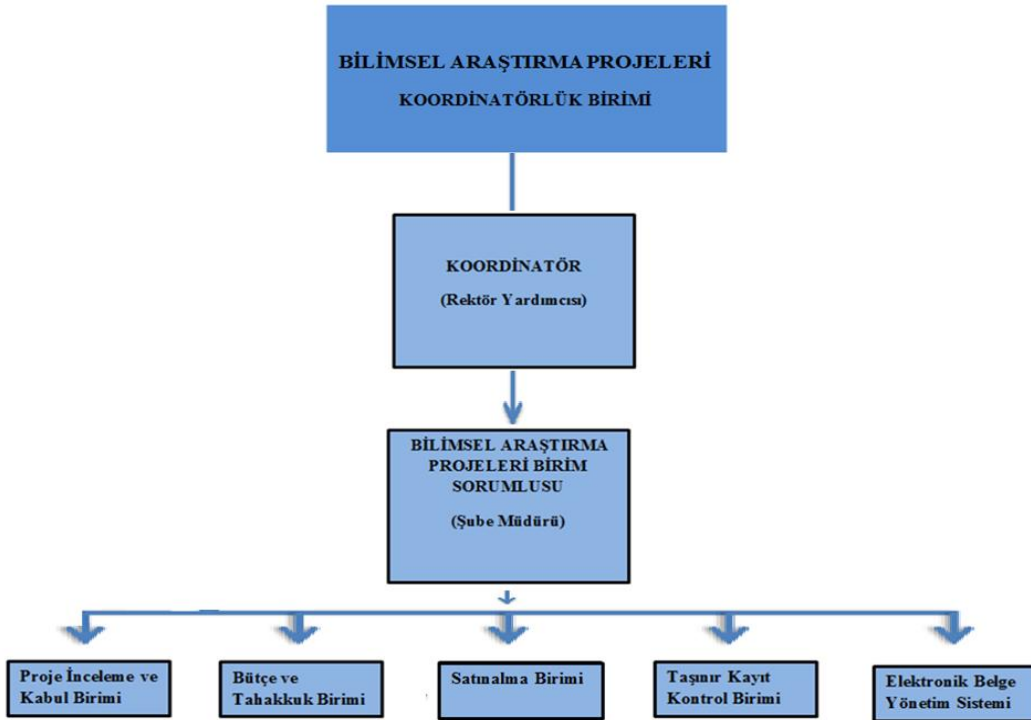 BİLİMSEL ARAŞTIRMA PROJELERİ
KOORDİNATÖRLÜK BİRİMİ
KOORDİNATÖR
(Rektör Yardımcısı)
BİLİMSEL ARAŞTIRMA
PROJELERİ BİRİM
SORUMLUSU
(Şube Müdürü)
Proje İnceleme ve
Kabul Birimi
Bütçe ve
Tahakkuk Birimi
Satınalma Birimi
Taşınır Kayıt
Kontrol Birimi
Elektronik Belge
Yönetim Sistemi